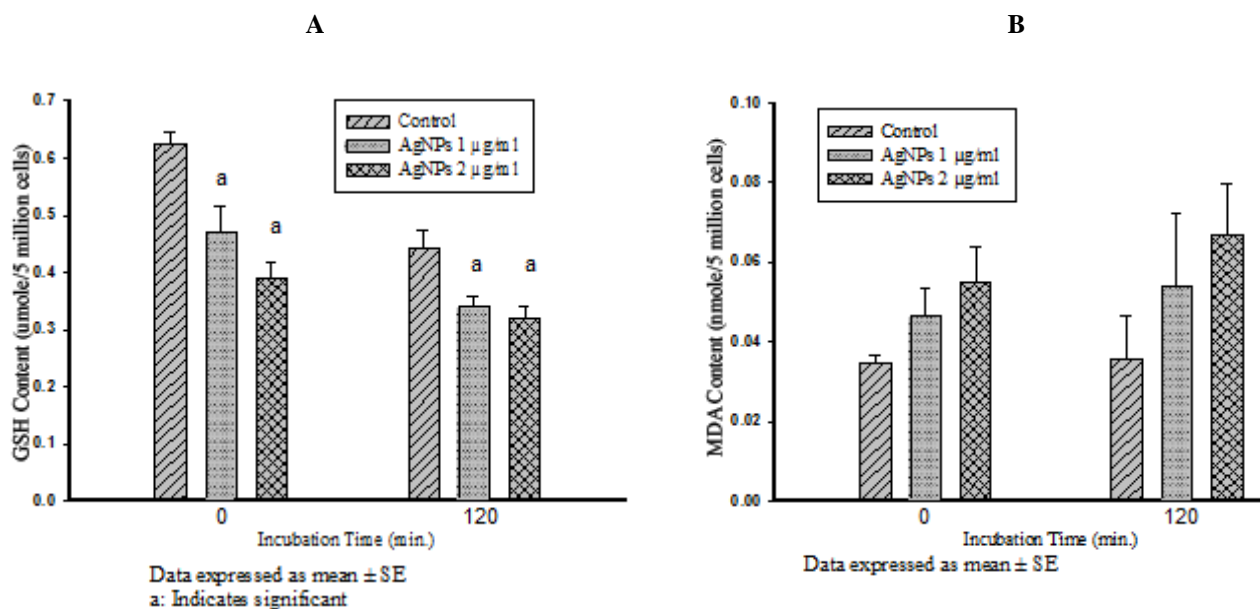 A
0.7
0.6
0.5
0.4
0.3
0.2
0.1
0.0
GSH Content (umole/5 million cells)
Control
AgNPs 1 µg/ml
AgNPs 2 µg/ml
a
a
a
a
0
120
Incubation Time (min.)
Data expressed as mean ± SE
a: Indicates significant
B
0.10
0.08
0.06
0.04
0.02
0.00
MDA Content (nmole/5 million cells)
Control
AgNPs 1 µg/ml
AgNPs 2 µg/ml
0
120
Incubation Time (min.)
Data expressed as mean ± SE